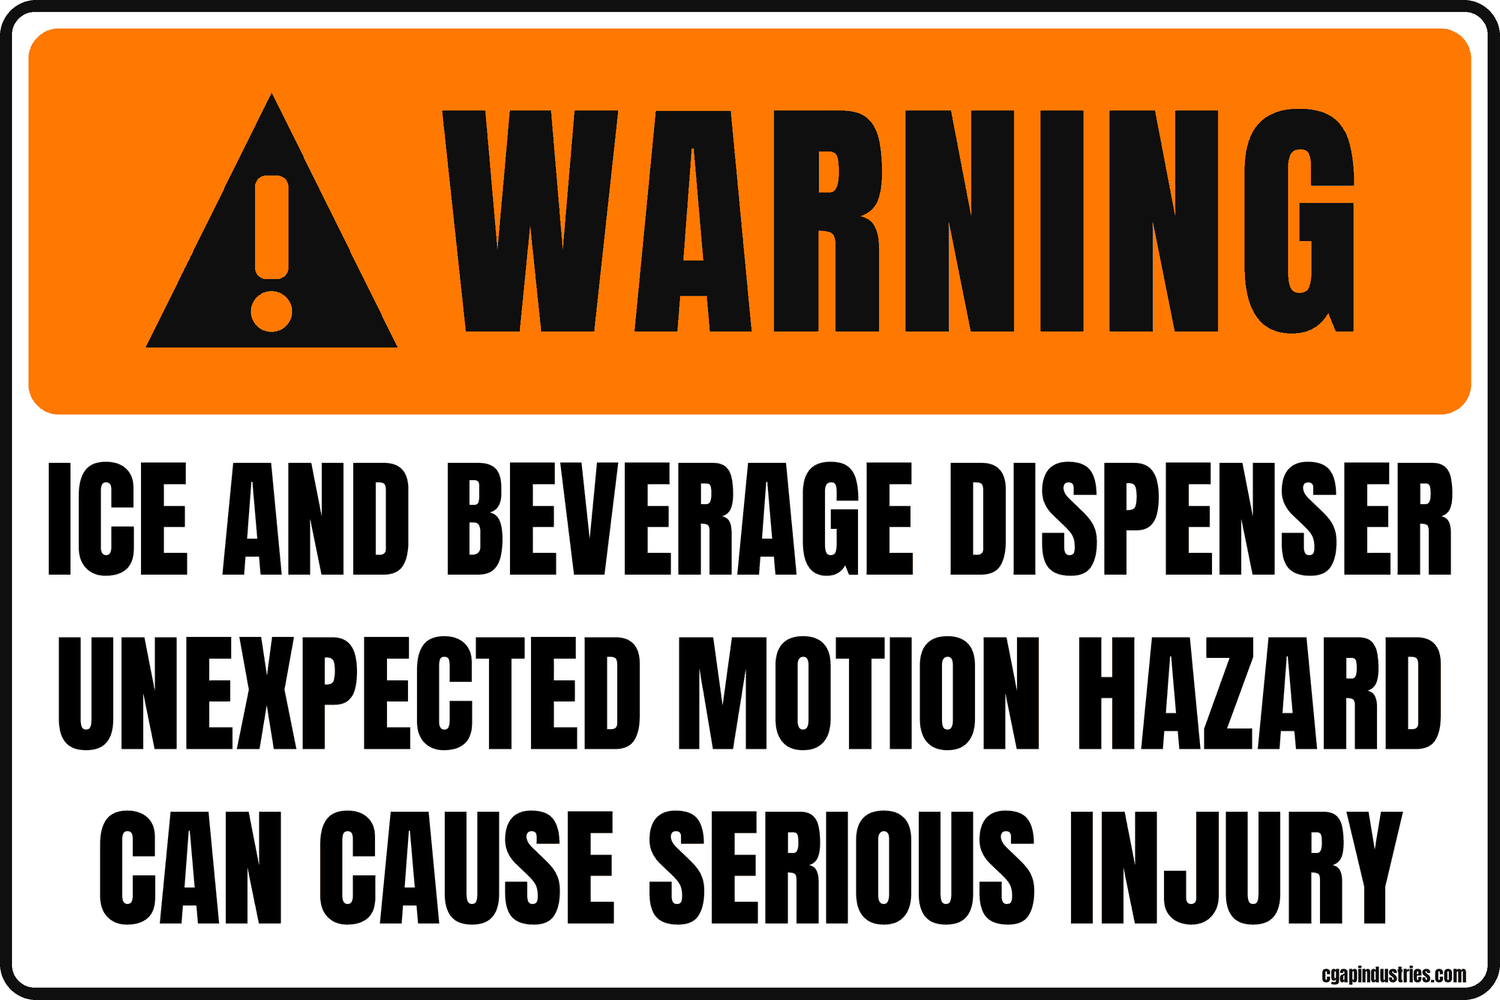 WARNING
ICE AND BEVERAGE DISPENSER
UNEXPECTED MOTION HAZARD
CAN CAUSE SERIOUS INJURY
cgapindustries.com